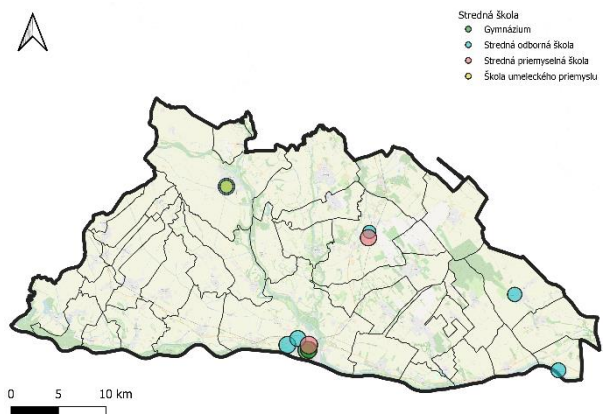 Stredná škola
Gymnázium
Stredná odborná škola
Stredná priemyselná škola
Škola umeleckého priemyslu
0 5 10 km